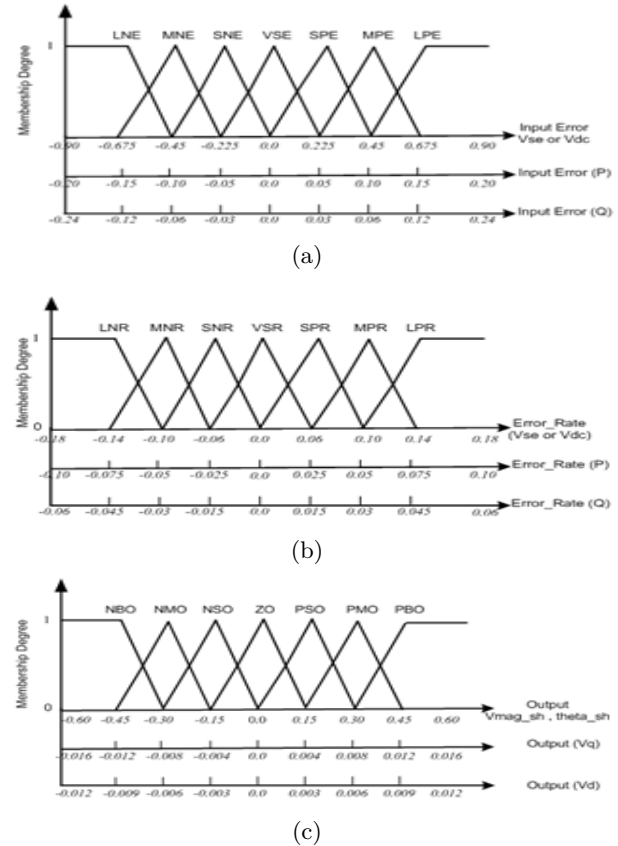 LNE MNE SNE VSE SPE MPE LPE
1
Membership Degree
-0.90 -0.675 -0.45 -0.225 0.0 0.225 0.45 0.675 0.90
Input Error
Vse or Vdc
-0.20 -0.15 -0.10 -0.05 0.0 0.05 0.10 0.15 0.20
Input Error (P)
-0.24 -0.12 -0.06 -0.03 0.0 0.03 0.06 0.12 0.24
Input Error (Q)
(a)
LNR MNR SNR VSR SPR MPR LPR
1
Membership Degree
0
-0.18 -0.14 -0.10 -0.06 0.0 0.06 0.10 0.14 0.18
Error_Rate
(Vse or Vdc)
-0.10 -0.075 -0.05 -0.025 0.0 0.025 0.05 0.075 0.10
Error_Rate (P)
-0.06 -0.045 -0.03 -0.015 0.0 0.015 0.03 0.045 0.06
Error_Rate (Q)
(b)
NBO NMO NSO ZO PSO PMO PBO
1
Membership Degree
0
-0.60 -0.45 -0.30 -0.15 0.0 0.15 0.30 0.45 0.60
Output
Vmag_sh , theta_sh
-0.016 -0.012 -0.008 -0.004 0.0 0.004 0.008 0.012 0.016
Output (Vq)
-0.012 -0.009 -0.006 -0.003 0.0 0.003 0.006 0.009 0.012
Output (Vd)
(c)